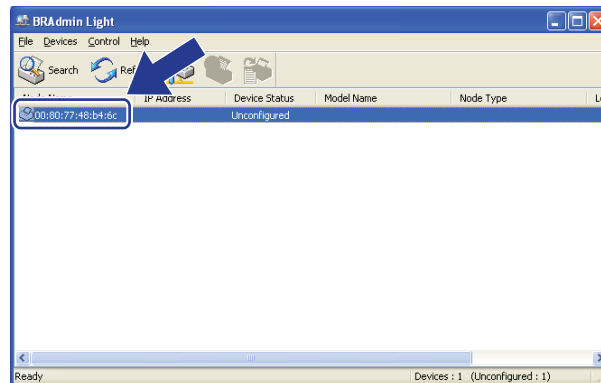 BRAdmin Light
File Devices Control Help
Search
IP Address Device Status Model Name Node Type
00:80:77:48:b4:6c Unconfigured
Ready Devices : 1 (Unconfigured : 1)